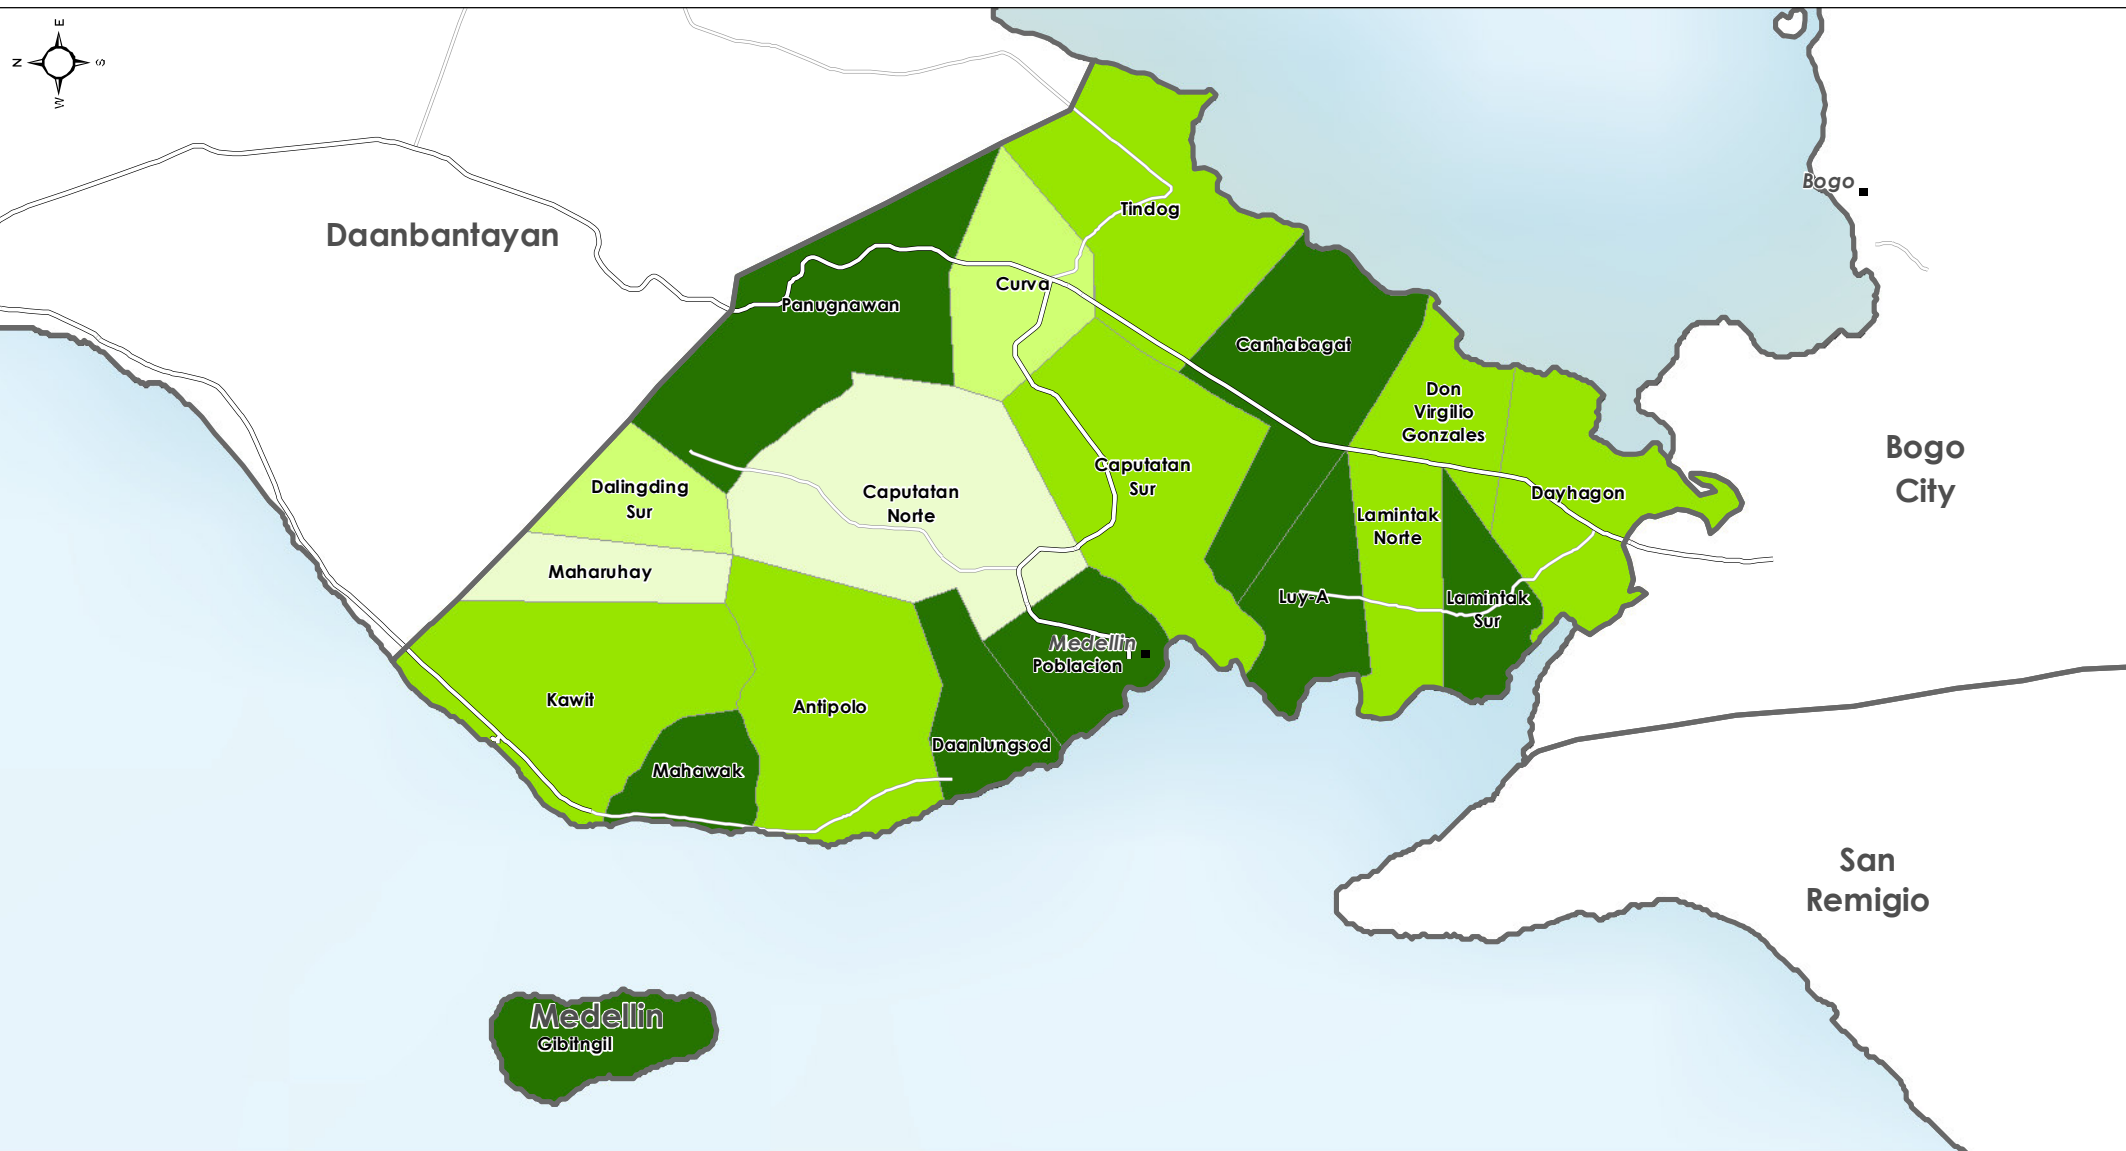 E
N
S
W
Daanbantayan
Tindog
Bogo
Panugnawan
Curva
Canhabagat
Don
Virgilio
Gonzales
Bogo
City
Dalingding
Sur
Caputatan
Norte
Caputatan
Sur
Dayhagon
Lamintak
Norte
Maharuhay
Luy-A
Lamintak
Sur
Medellin
Poblacion
Kawit
Antipolo
Daanlungsod
Mahawak
San
Remigio
Medellin
Gibitngil